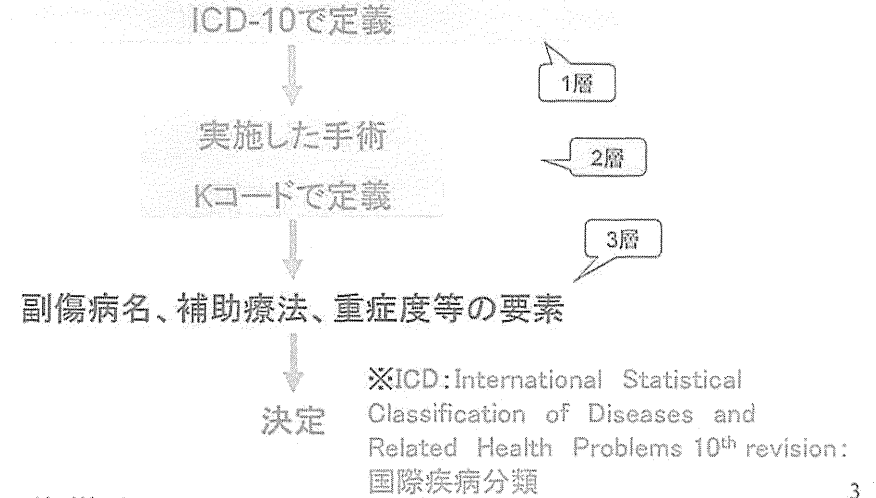 ICD-10で定義
1層
実施した手術
2層
Kコードで定義
3層
副傷病名、補助療法、重症度等の要素
決定
※ICD:International Statistical
Classification of Diseases and
Related Health Problems 10th revision:
国際疾病分類
3